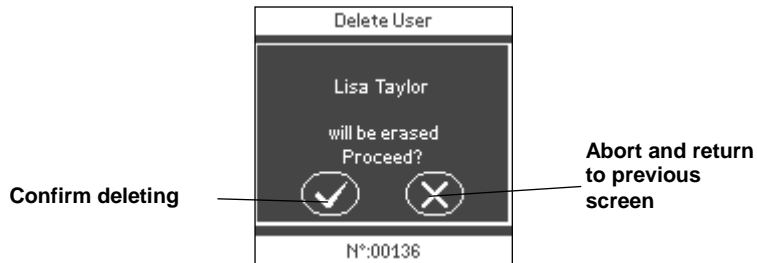 Delete User
Lisa Taylor
will be erased
Proceed?
Confirm deleting
Abort and return
to previous
screen
N°:00136